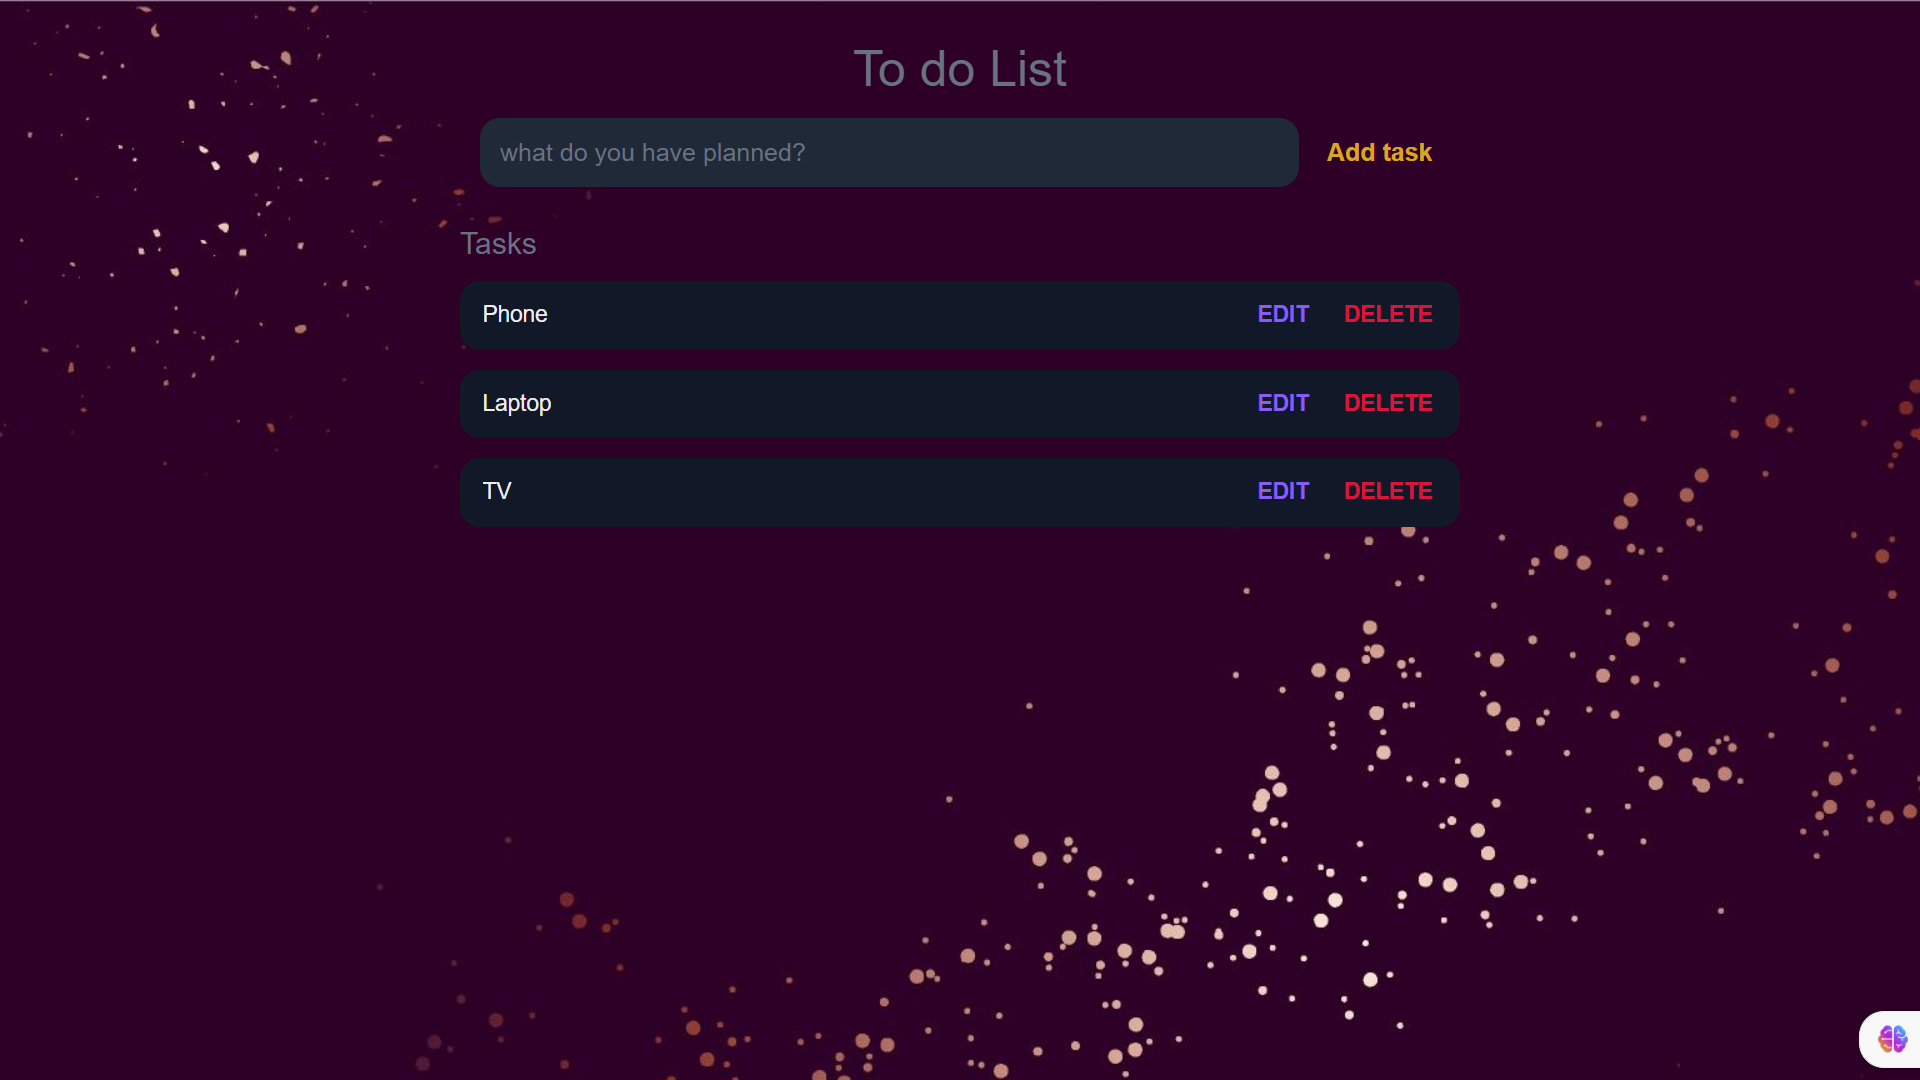 To do List
what do you have planned?
Add task
Tasks
Phone
EDIT
DELETE
Laptop
EDIT
DELETE
TV
EDIT
DELETE